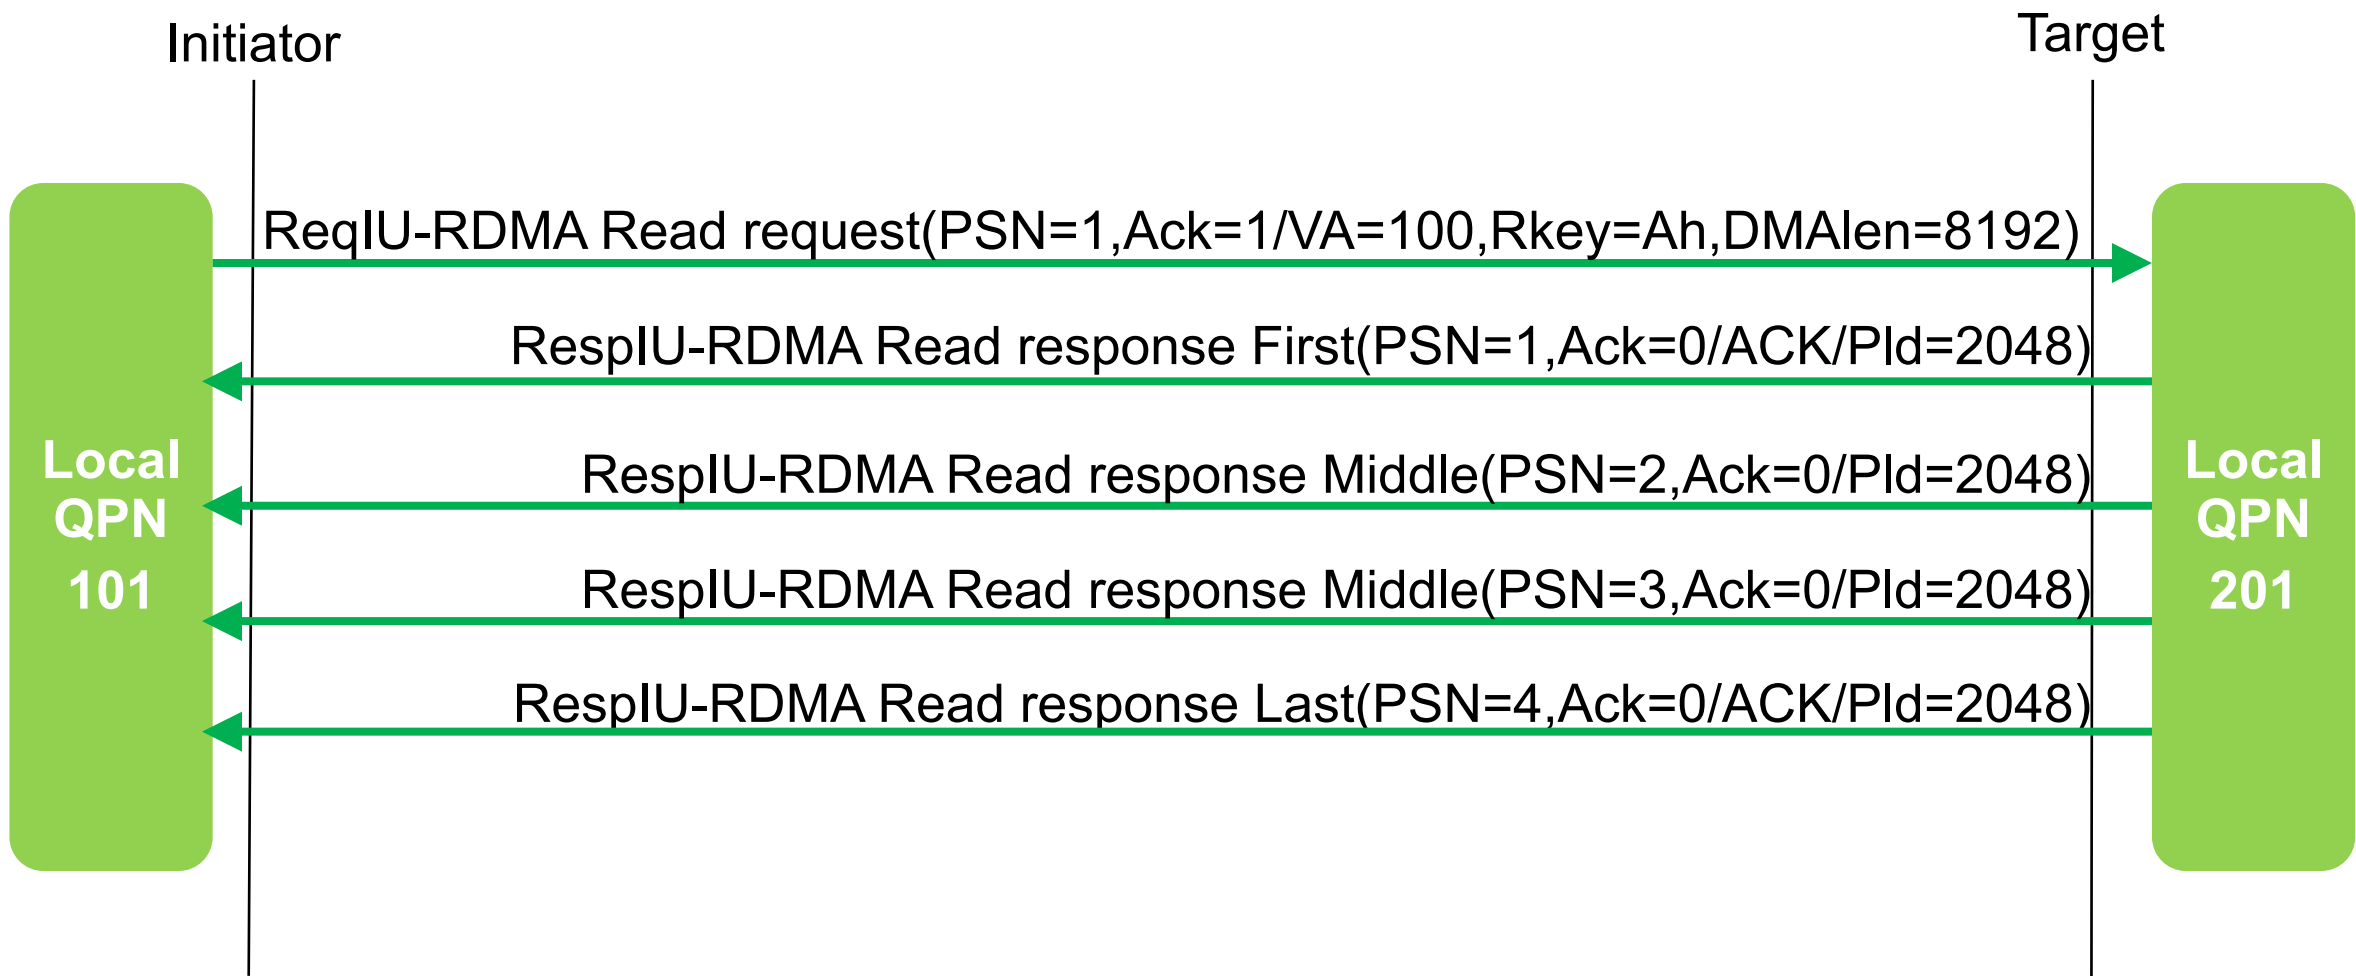 Initiator
Target
ReqIU-RDMA Read request(PSN=1,Ack=1/VA=100,Rkey=Ah,DMAlen=8192)
RespIU-RDMA Read response First(PSN=1,Ack=0/ACK/Pld=2048)
RespIU-RDMA Read response Middle(PSN=2,Ack=0/Pld=2048)
RespIU-RDMA Read response Middle(PSN=3,Ack=0/Pld=2048)
RespIU-RDMA Read response Last(PSN=4,Ack=0/ACK/Pld=2048)
Local
QPN
101
Local
QPN
201